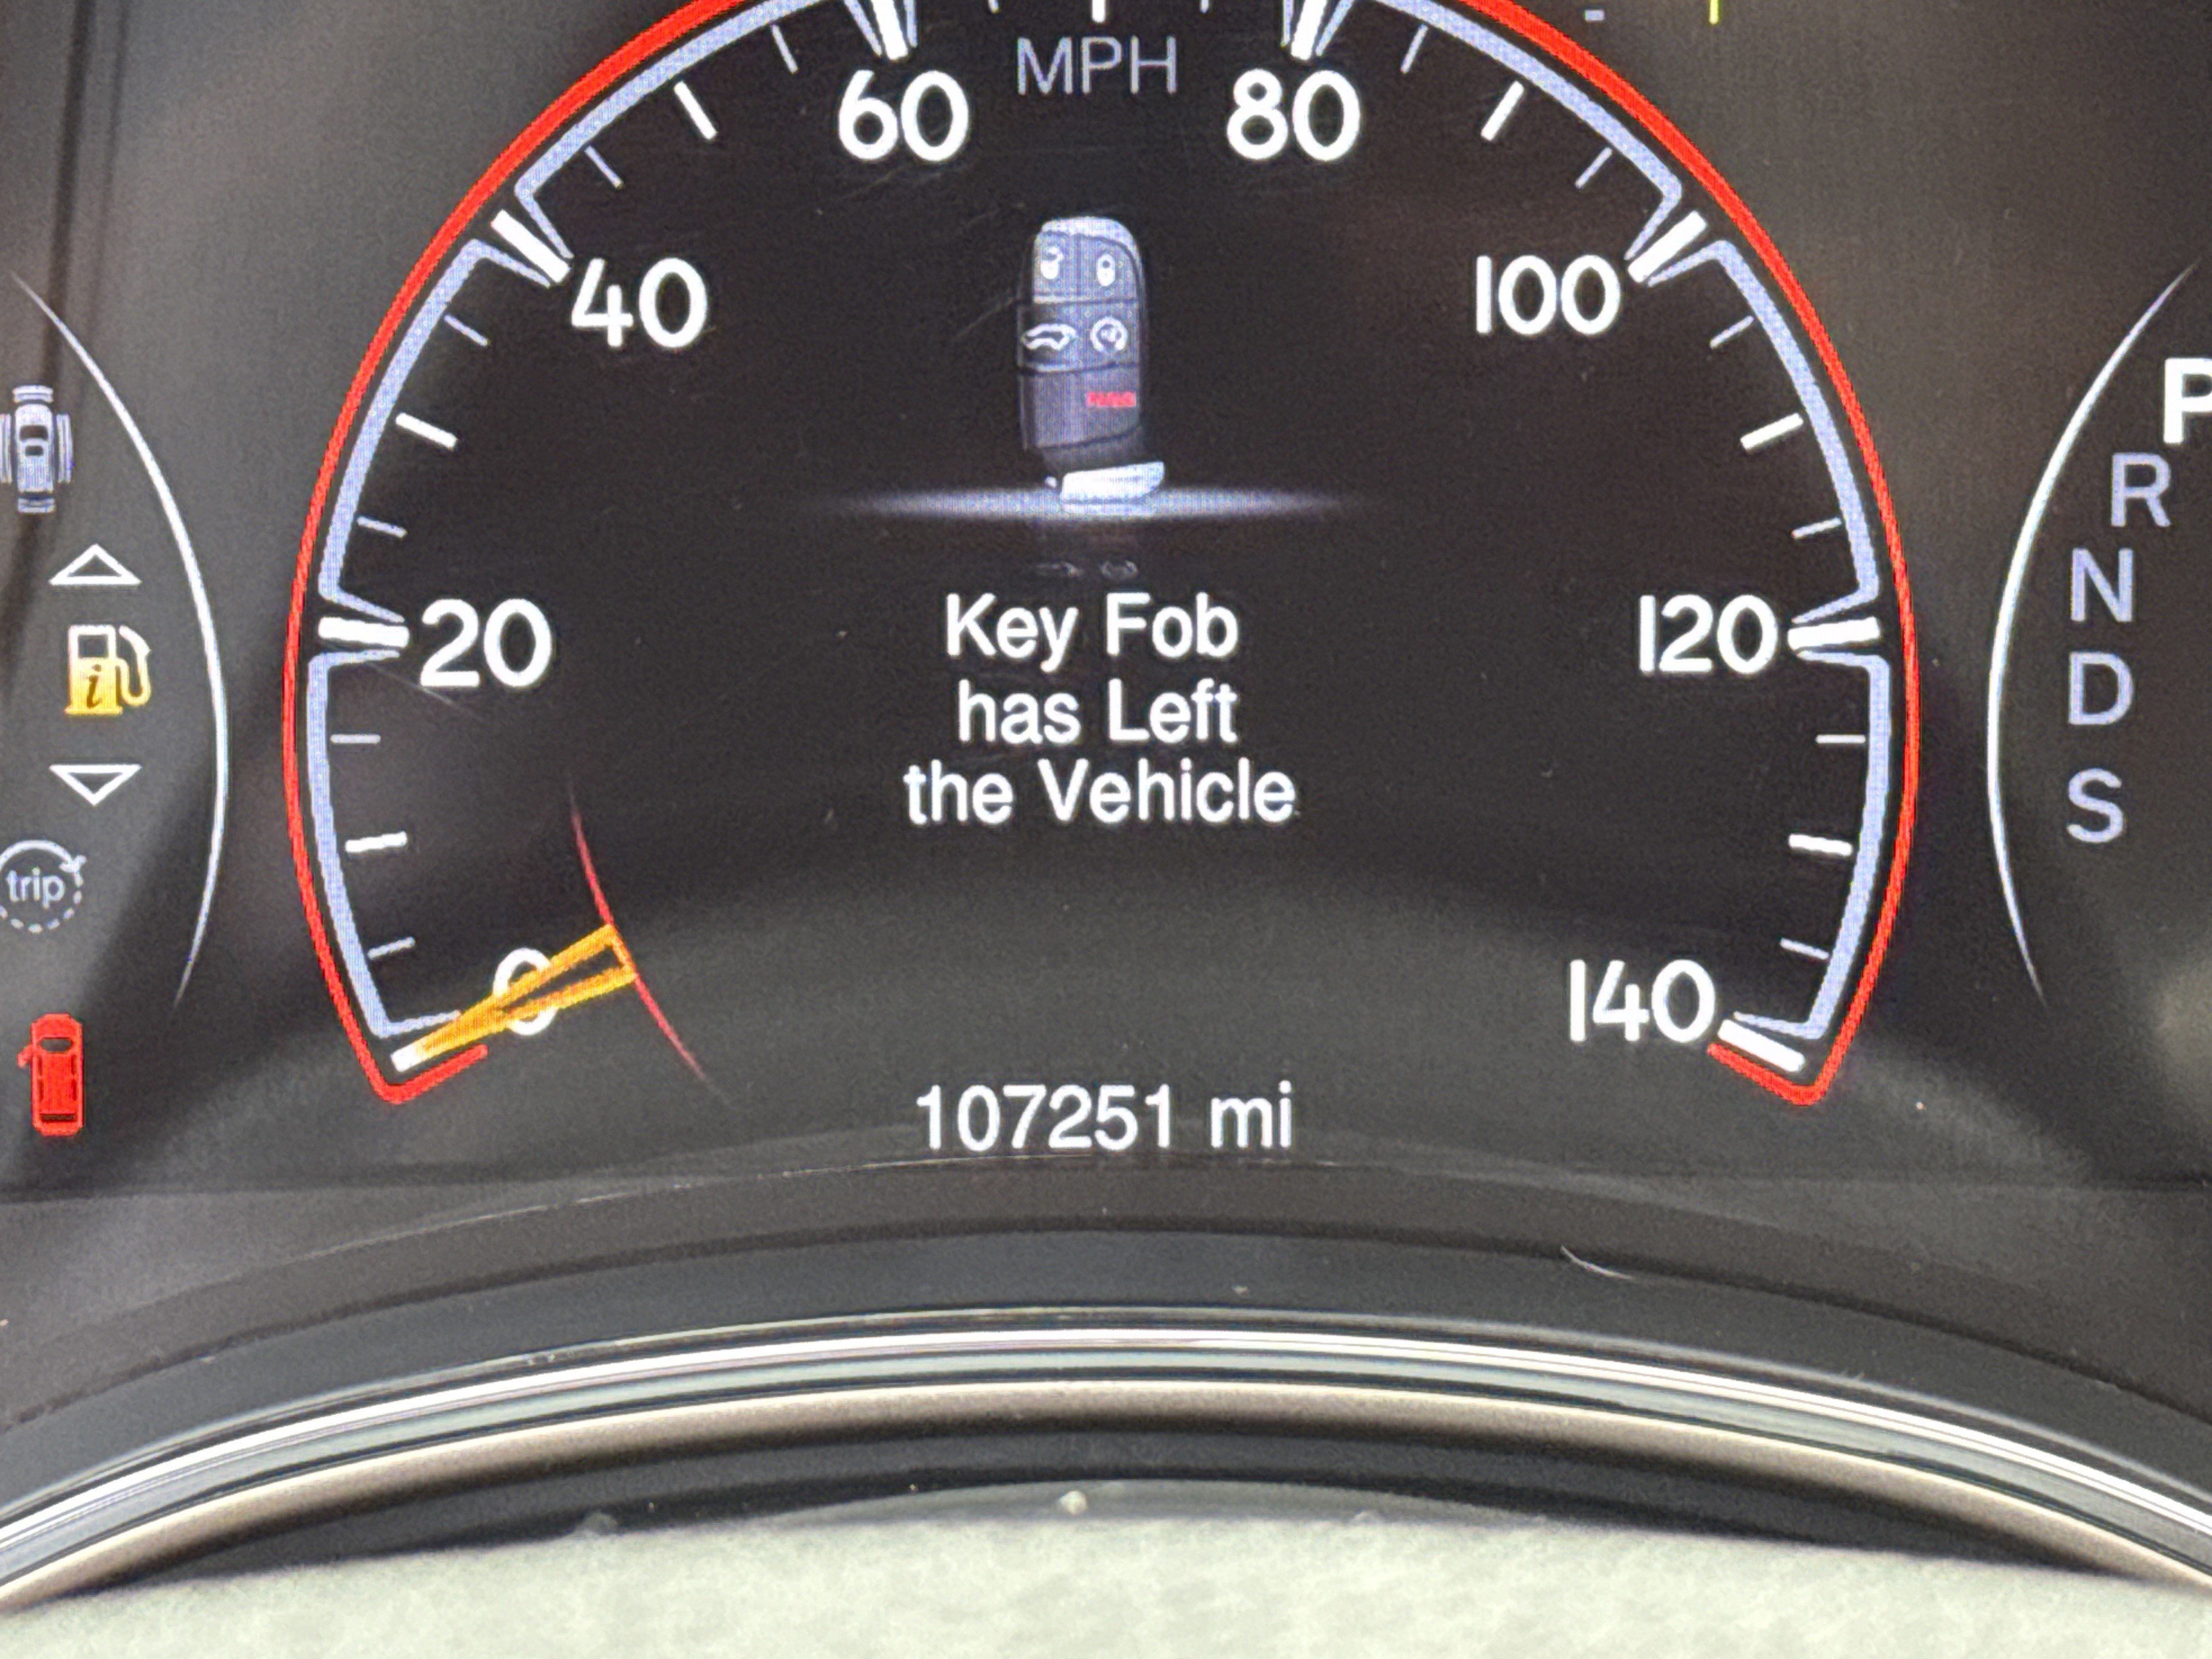 MPH
60
80
40
100
20
120
0
140
Key Fob
has Left
the Vehicle
107251 mi
i
trip
P
R
N
D
S